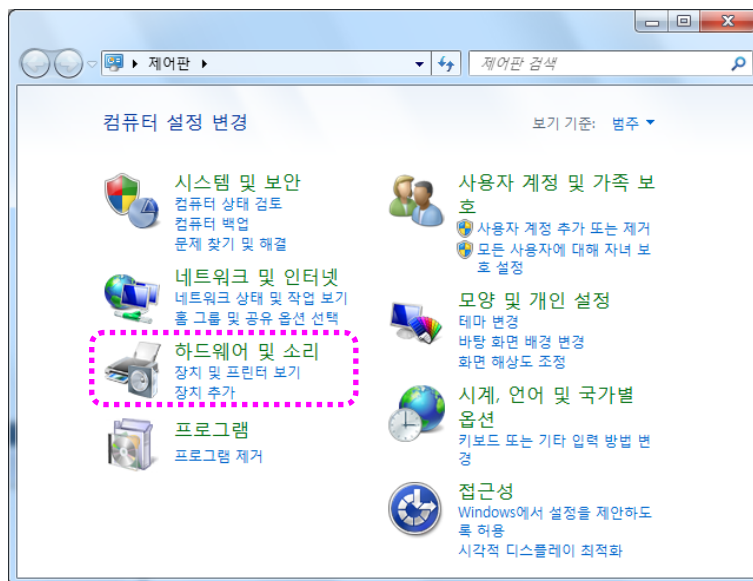 제어판
제어판 검색
컴퓨터 설정 변경
보기 기준: 범주
시스템 및 보안
컴퓨터 상태 검토
컴퓨터 백업
문제 찾기 및 해결
네트워크 및 인터넷
네트워크 상태 및 작업 보기
홈 그룹 및 공유 옵션 선택
하드웨어 및 소리
장치 및 프린터 보기
장치 추가
프로그램
프로그램 제거
사용자 계정 및 가족 보
호
사용자 계정 추가 또는 제거
모든 사용자에 대해 자녀 보
호 설정
모양 및 개인 설정
테마 변경
바탕 화면 배경 변경
화면 해상도 조정
시계, 언어 및 국가별
옵션
키보드 또는 기타 입력 방법 변
경
접근성
Windows에서 설정을 제안하도
록 허용
시각적 디스플레이 최적화